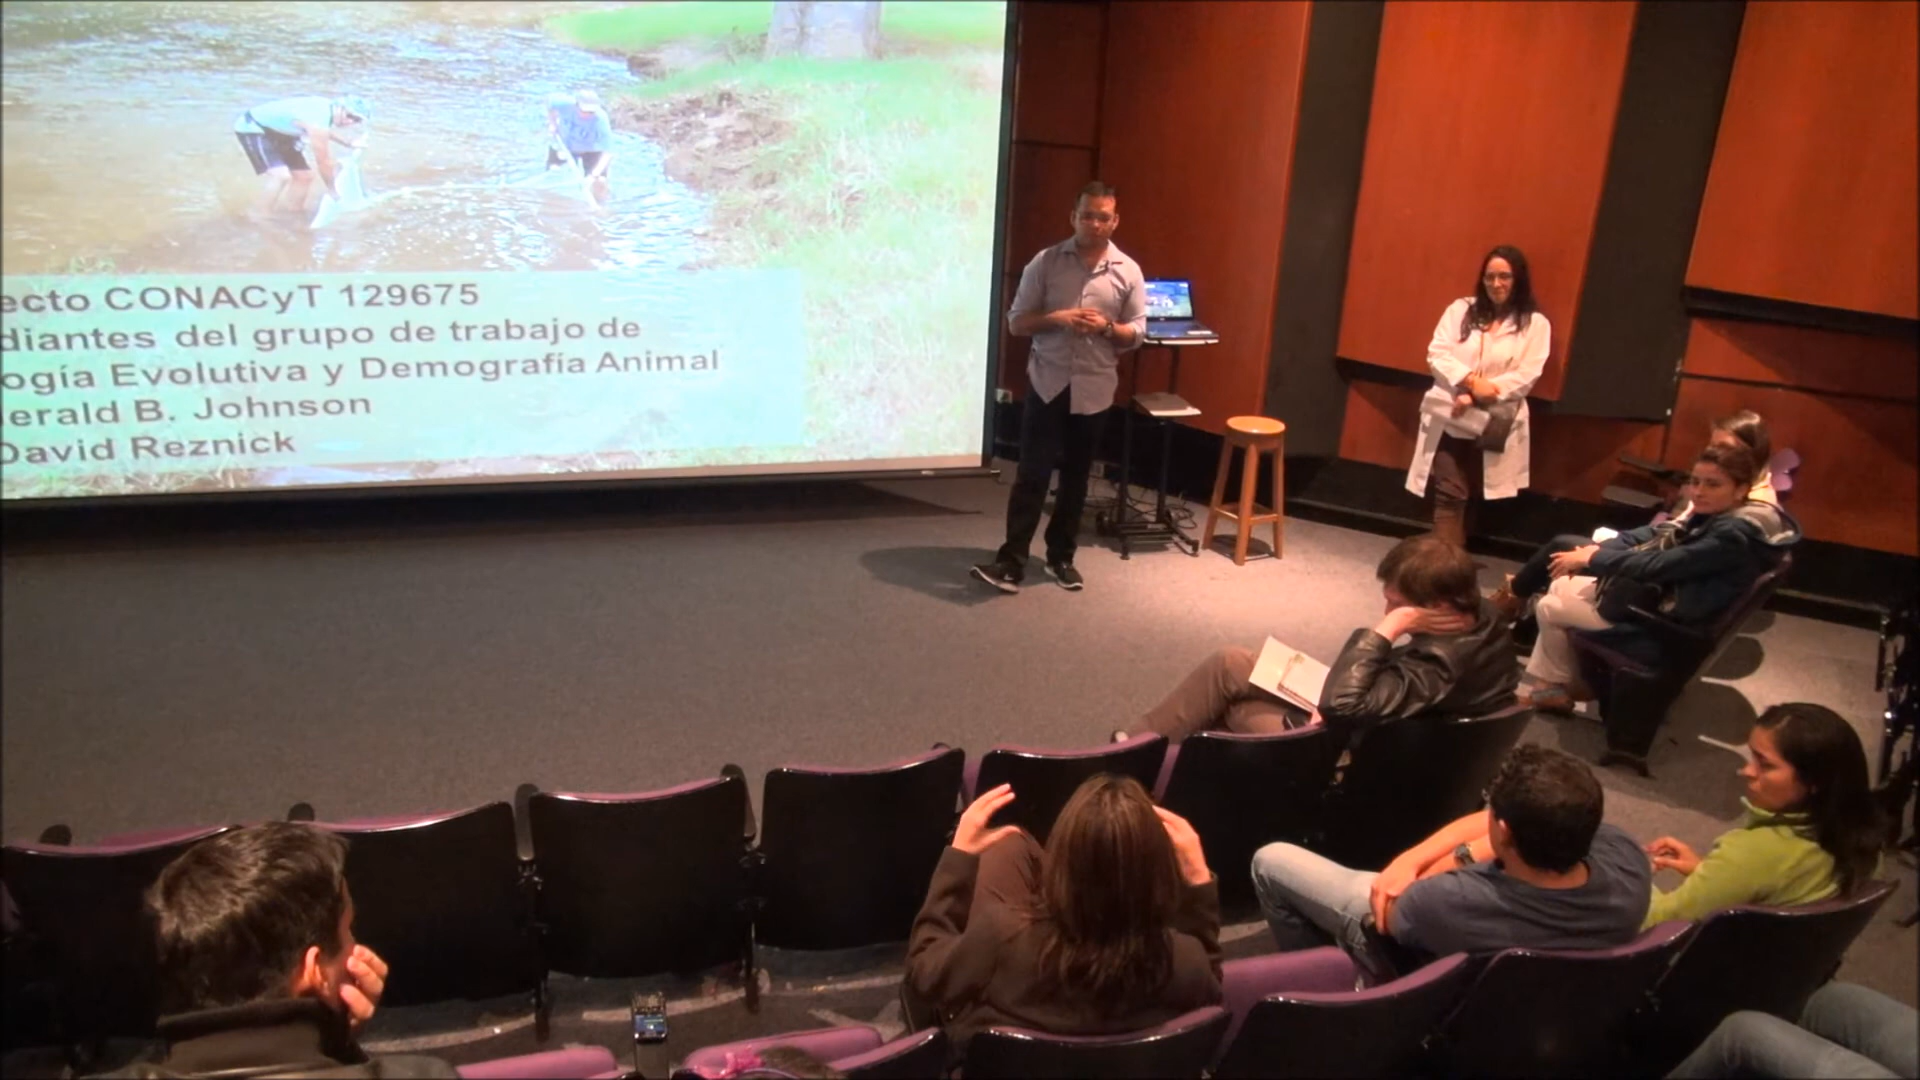 ecto CONACyT 129675
diantes del grupo de trabajo de
ogía Evolutiva y Demografía Animal
erald B. Johnson
David Reznick